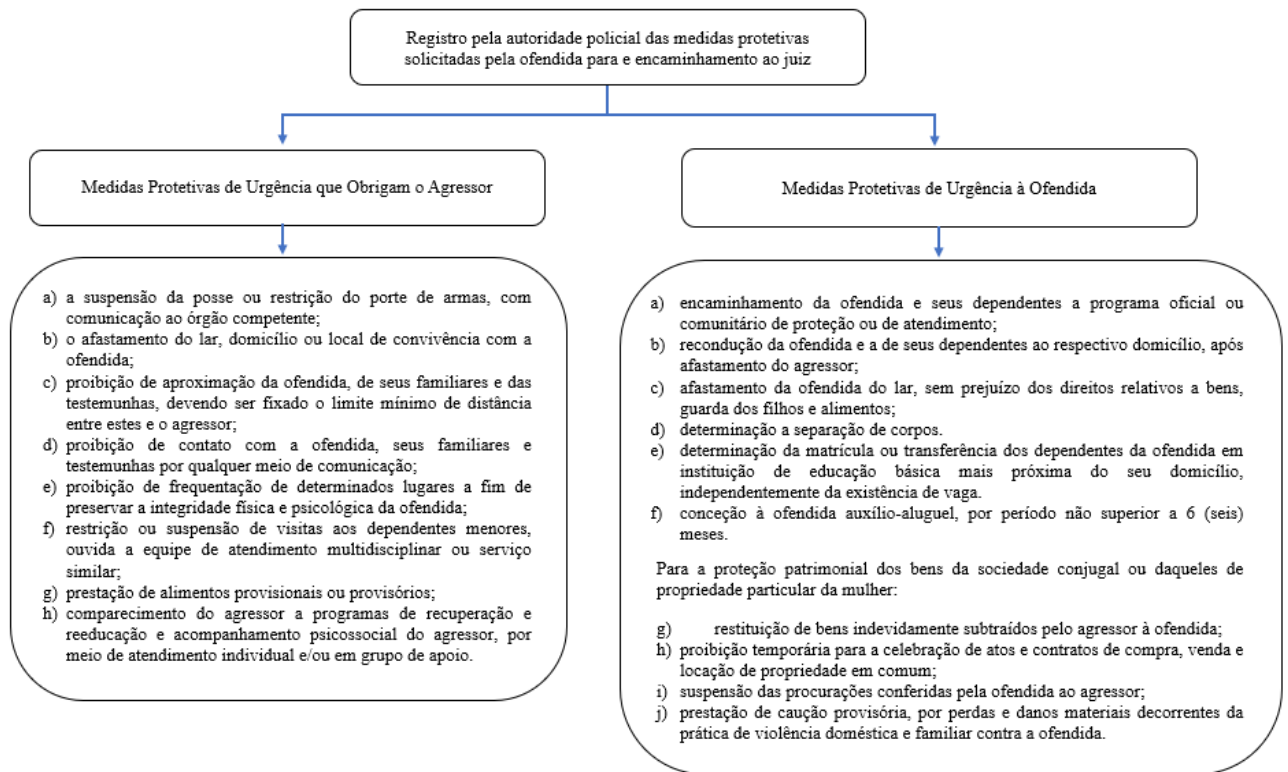 Registro pela autoridade policial das medidas protetivas
solicitadas pela ofendida para e encaminhamento ao juiz
Medidas Protetivas de Urgência que Obrigam o Agressor
a) a suspensão da posse ou restrição do porte de armas, com
comunicação ao órgão competente;
b) o afastamento do lar, domicílio ou local de convivência com a
ofendida;
c) proibição de aproximação da ofendida, de seus familiares e das
testemunhas, devendo ser fixado o limite mínimo de distância
entre estes e o agressor;
d) proibição de contato com a ofendida, seus familiares e
testemunhas por qualquer meio de comunicação;
e) proibição de frequentação de determinados lugares a fim de
preservar a integridade física e psicológica da ofendida;
f) restrição ou suspensão de visitas aos dependentes menores,
ouvida a equipe de atendimento multidisciplinar ou serviço
similar;
g) prestação de alimentos provisionais ou provisórios;
h) comparecimento do agressor a programas de recuperação e
reeducação e acompanhamento psicossocial do agressor, por
meio de atendimento individual e/ou em grupo de apoio.
Medidas Protetivas de Urgência à Ofendida
a) encaminhamento da ofendida e seus dependentes a programa oficial ou
comunitário de proteção ou de atendimento;
b) recondução da ofendida e a de seus dependentes ao respectivo domicílio, após
afastamento do agressor;
c) afastamento da ofendida do lar, sem prejuízo dos direitos relativos a bens,
guarda dos filhos e alimentos;
d) determinação a separação de corpos.
e) determinação da matrícula ou transferência dos dependentes da ofendida em
instituição de educação básica mais próxima do seu domicílio,
independentemente da existência de vaga.
f) conceção à ofendida auxílio-aluguel, por período não superior a 6 (seis)
meses.
Para a proteção patrimonial dos bens da sociedade conjugal ou daqueles de
propriedade particular da mulher:
g) restituição de bens indevidamente subtraídos pelo agressor à ofendida;
h) proibição temporária para a celebração de atos e contratos de compra, venda e
locação de propriedade em comum;
i) suspensão das procurações conferidas pela ofendida ao agressor;
j) prestação de caução provisória, por perdas e danos materiais decorrentes da
prática de violência doméstica e familiar contra a ofendida.